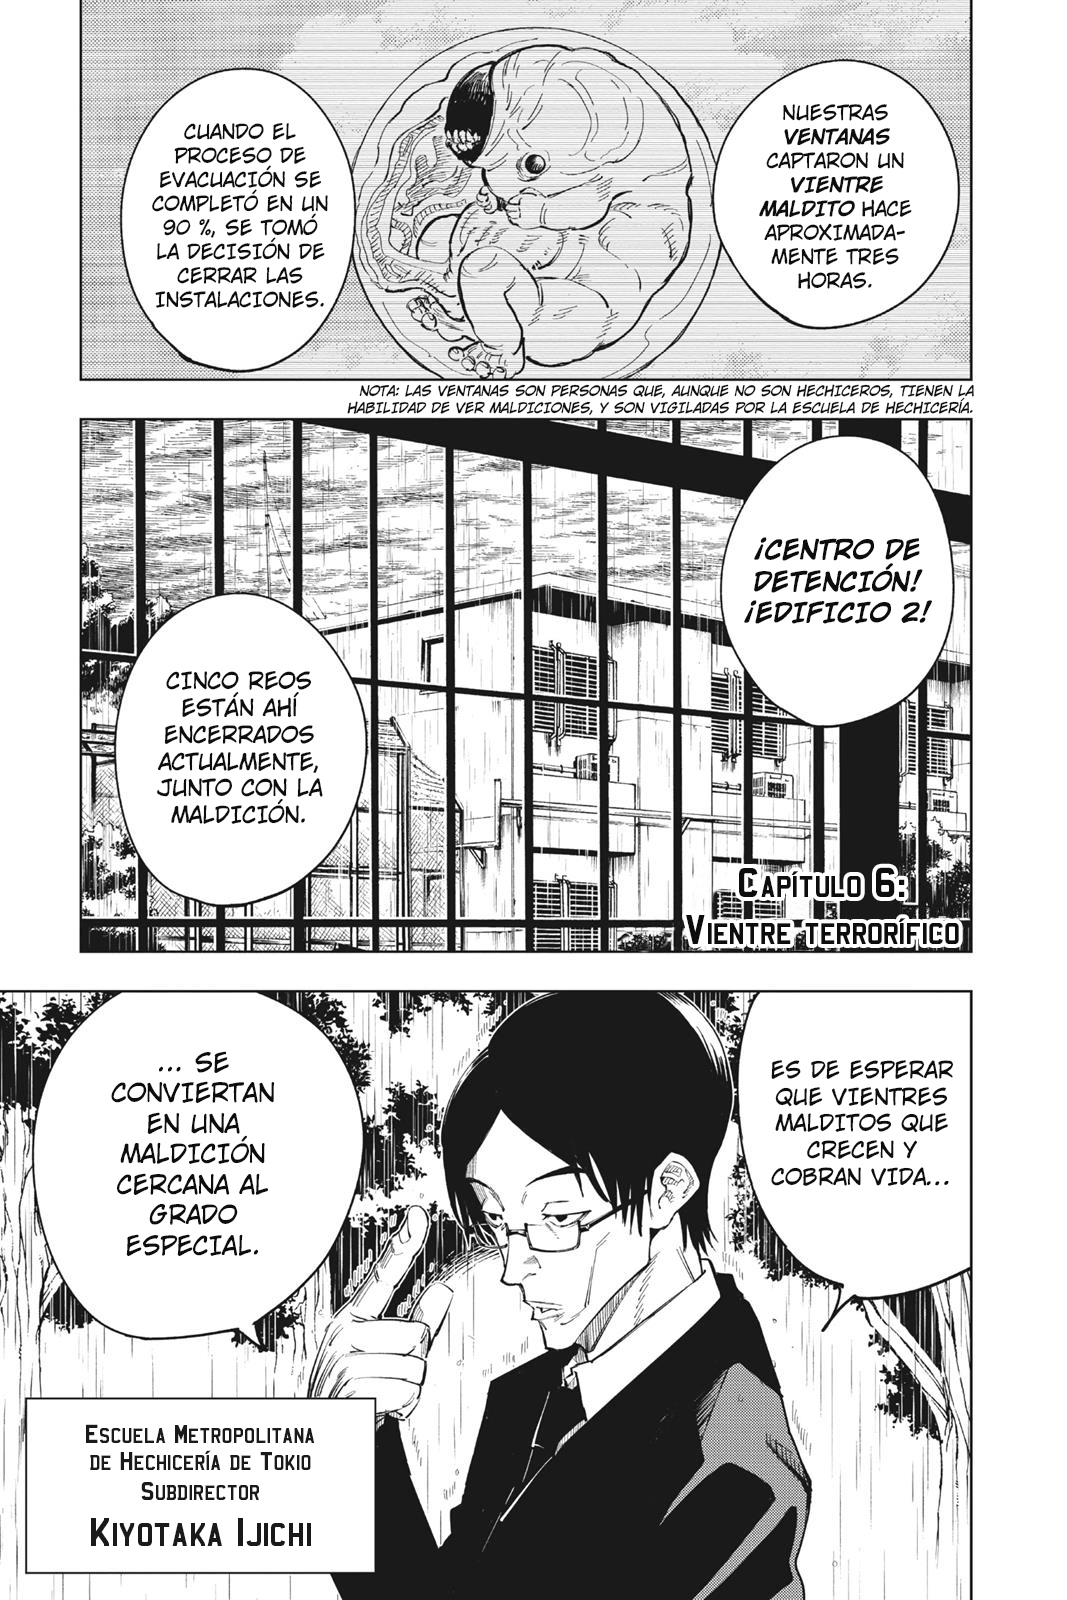 NUESTRAS
VENTANAS
CAPTARON UN
VIENTRE
MALDITO HACE
APROXIMADA-
MENTE TRES
HORAS.
CUANDO EL
PROCESO DE
EVACUACIÓN SE
COMPLETÓ EN UN
90 %, SE TOMÓ
LA DECISIÓN DE
CERRAR LAS
INSTALACIONES.
NOTA: LAS VENTANAS SON PERSONAS QUE, AUNQUE NO SON HECHICEROS, TIENEN LA
HABILIDAD DE VER MALDICIONES, Y SON VIGILADAS POR LA ESCUELA DE HECHICERÍA.
¡CENTRO DE
DETENCIÓN!
¡EDIFICIO 2!
CINCO REOS
ESTÁN AHÍ
ENCERRADOS
ACTUALMENTE,
JUNTO CON LA
MALDICIÓN.
CAPÍTULO 6:
VIENTRE TERRORÍFICO
ES DE ESPERAR
QUE VIENTRES
MALDITOS QUE
CRECEN Y
COBRAN VIDA...
... SE
CONVIERTAN
EN UNA
MALDICIÓN
CERCANA AL
GRADO
ESPECIAL.
ESCUELA METROPOLITANA
DE HECHICERÍA DE TOKIO
SUBDIRECTOR
KIYOTAKA IJICHI